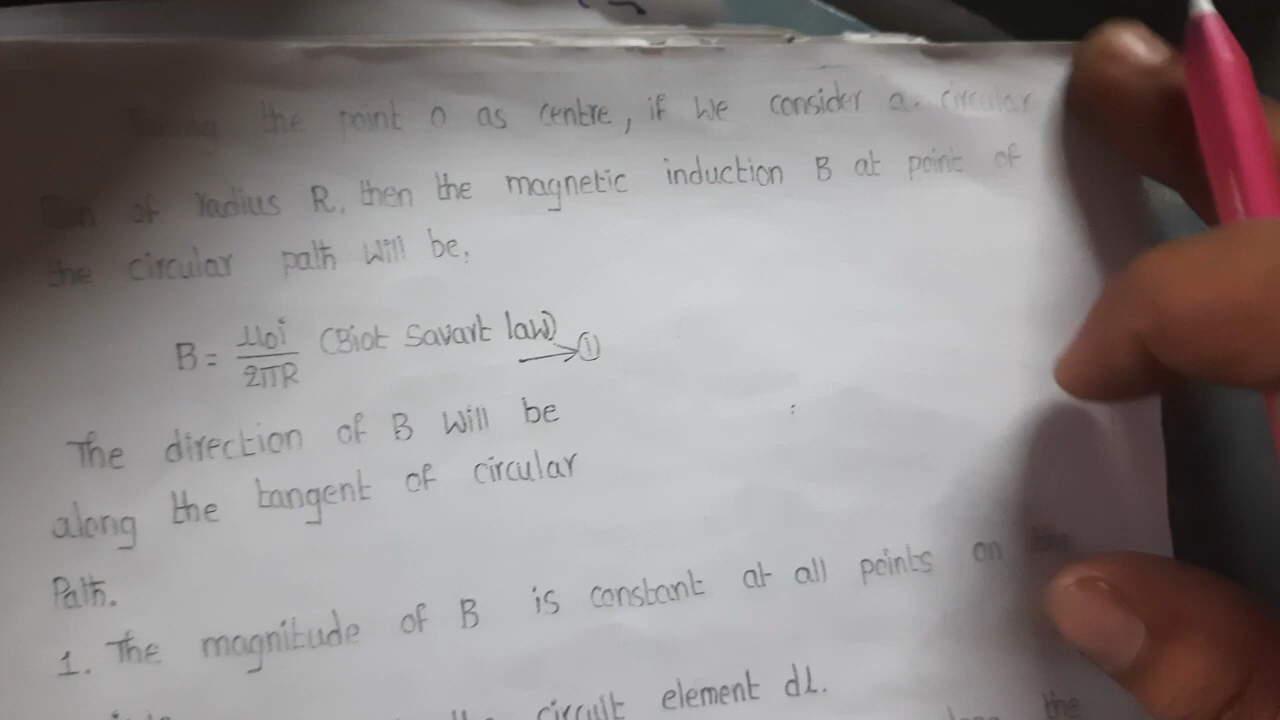 the point O as centre, if we consider a circular
of radius R, then the magnetic induction B at point of
the circular path will be,
B = μ₀i / 2πR (Biot Savart law) → ①
The direction of B will be
along the tangent of circular
Path.
1. The magnitude of B is constant at all points on the
circuit element dl.
the